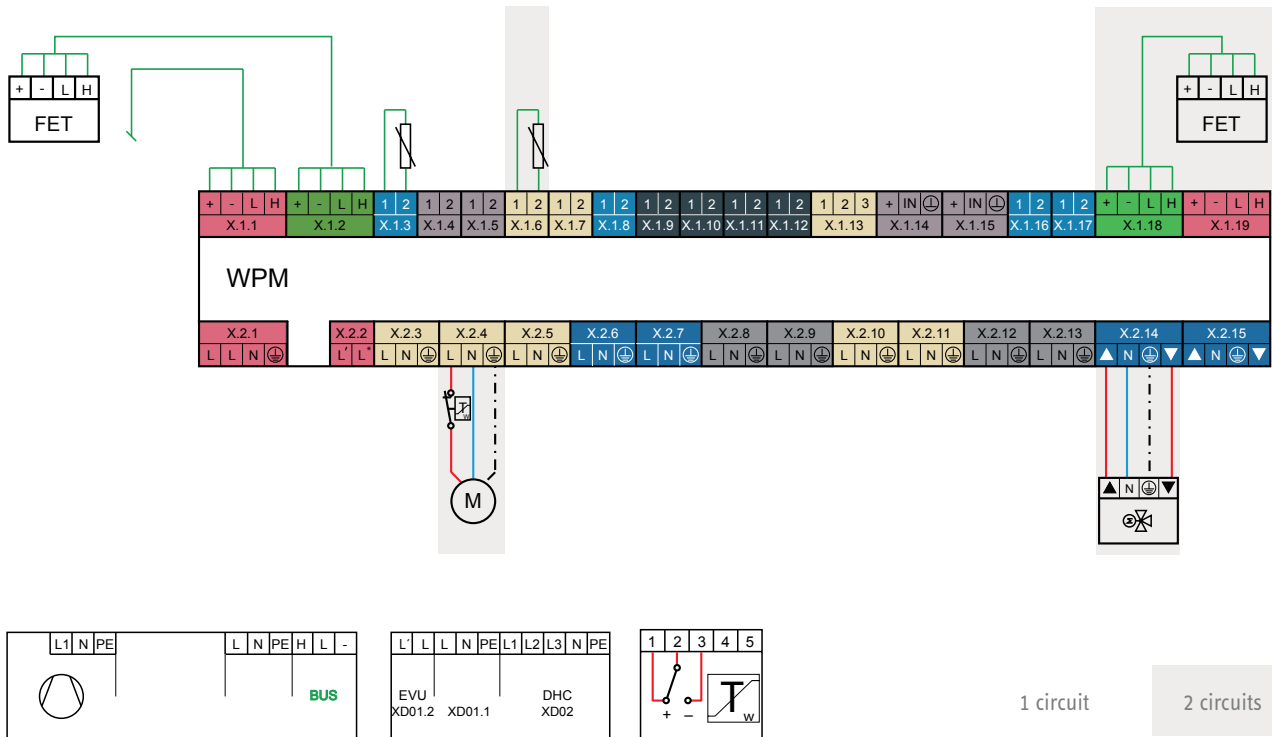 + - L H
FET
+ - L H
FET
+ - L H + - L H 1 2 1 2 1 2 1 2 1 2 1 2 1 2 1 2 1 2 1 2 1 2 3 + IN ⏚ + IN ⏚ 1 2 1 2 + - L H + - L H
X.1.1 X.1.2 X.1.3 X.1.4 X.1.5 X.1.6 X.1.7 X.1.8 X.1.9 X.1.10 X.1.11 X.1.12 X.1.13 X.1.14 X.1.15 X.1.16 X.1.17 X.1.18 X.1.19
WPM
X.2.1 X.2.2 X.2.3 X.2.4 X.2.5 X.2.6 X.2.7 X.2.8 X.2.9 X.2.10 X.2.11 X.2.12 X.2.13 X.2.14 X.2.15
L L N ⏚ L' L* L N ⏚ L N ⏚ L N ⏚ L N ⏚ L N ⏚ L N ⏚ L N ⏚ L N ⏚ L N ⏚ L N ⏚ L N ⏚ ▲ N ⏚ ▼ ▲ N ⏚ ▼
T W
M
▲ N ⏚ ▼
M
L1 N PE L N PE H L -
BUS
L' L L N PE L1 L2 L3 N PE
EVU DHC
XD01.2 XD01.1 XD02
1 2 3 4 5
+ –
T W
1 circuit
2 circuits